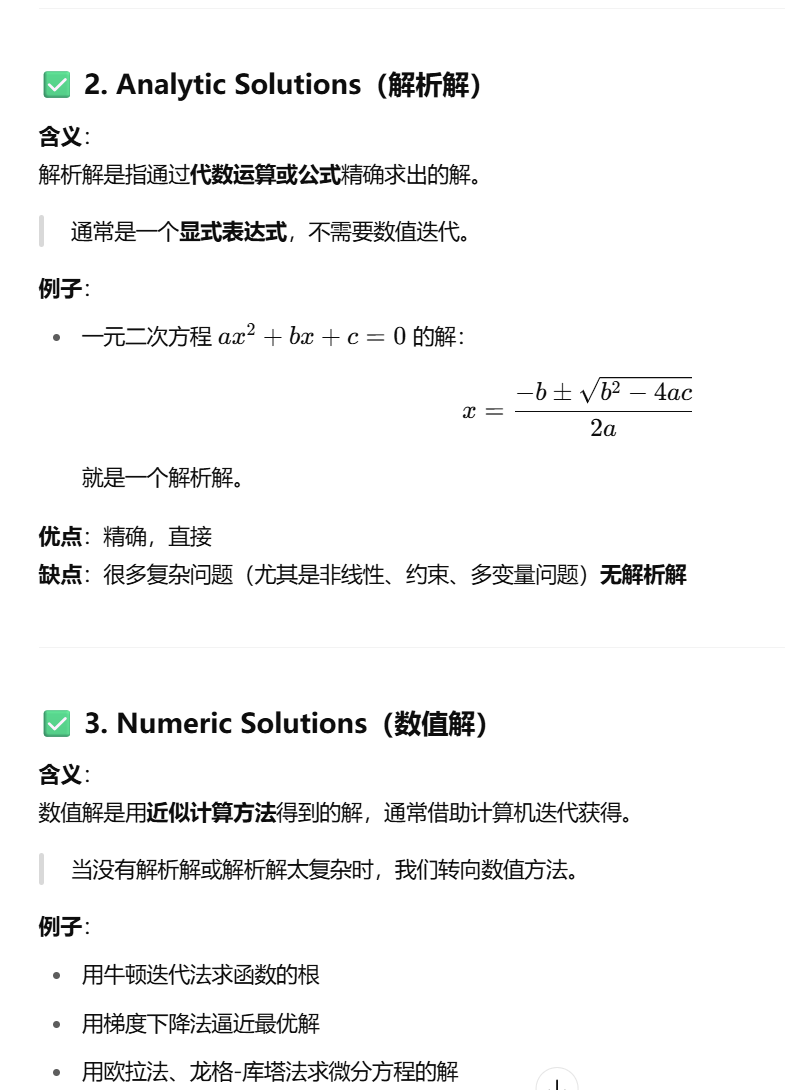 ✅ 2. Analytic Solutions（解析解）
含义：
解析解是指通过代数运算或公式精确求出的解。
通常是一个显式表达式，不需要数值迭代。
例子：
• 一元二次方程 ax² + bx + c = 0 的解：
x = \frac{-b ± \sqrt{b² − 4ac}}{2a}
就是一个解析解。
优点：精确，直接
缺点：很多复杂问题（尤其是非线性、约束、多变量问题）无解析解
✅ 3. Numeric Solutions（数值解）
含义：
数值解是用近似计算方法得到的解，通常借助计算机迭代获得。
当没有解析解或解析解太复杂时，我们转向数值方法。
例子：
• 用牛顿迭代法求函数的根
• 用梯度下降法逼近最优解
• 用欧拉法、龙格-库塔法求微分方程的解